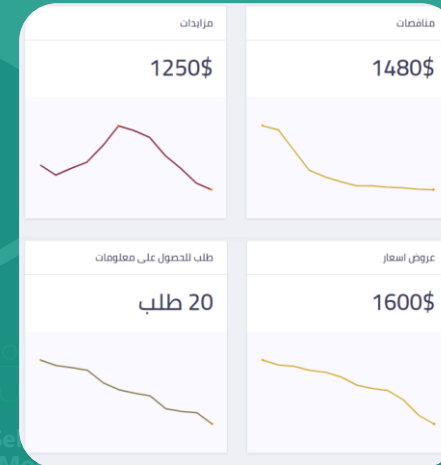 مناقصات
1480$
مزايدات
1250$
عروض اسعار
1600$
طلب للحصول على معلومات
20 طلب